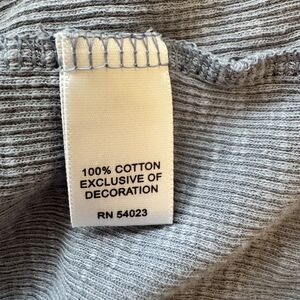 100% COTTON
EXCLUSIVE OF
DECORATION
RN 54023